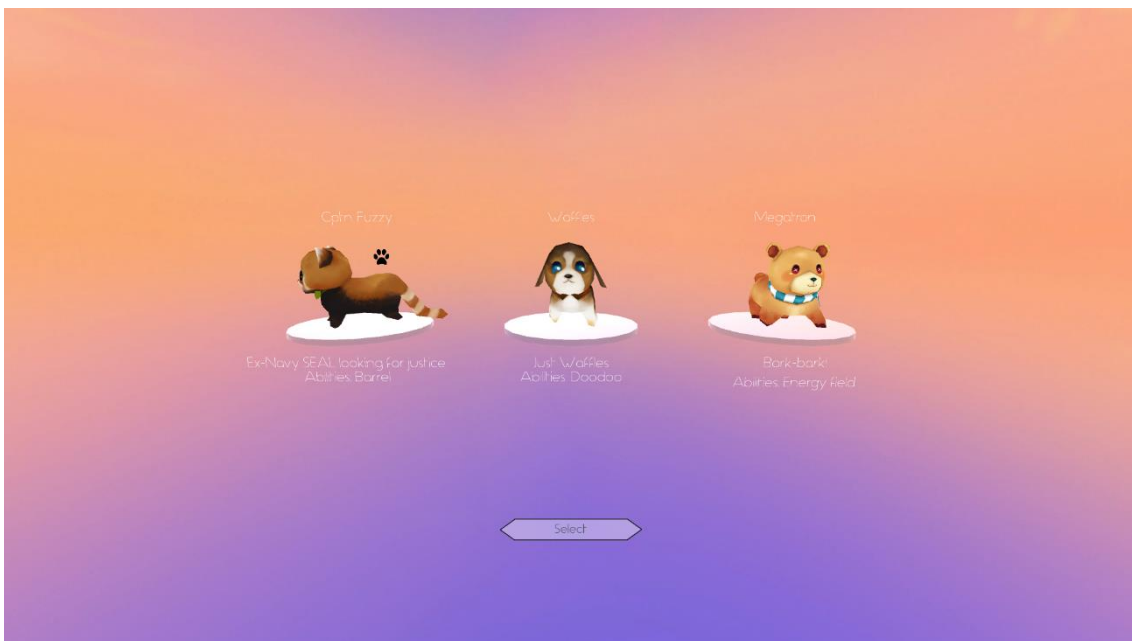 Cptn Fuzzy
Waffles
Megatron
Ex-Navy SEAL looking for justice
Abilities: Barrel
Just Waffles
Abilities: Doodoo
Bark-bark!
Abilities: Energy field
Select